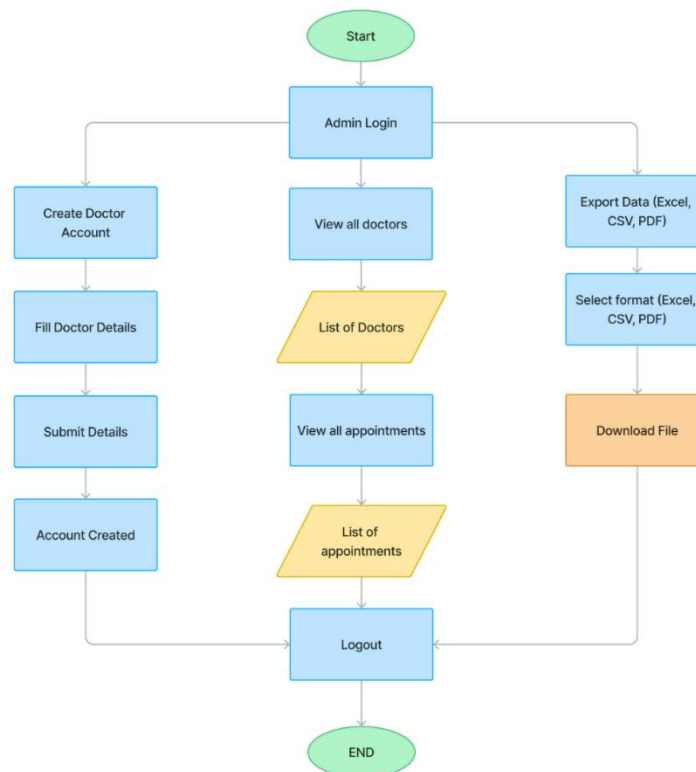 Start
Admin Login
Create Doctor
Account
View all doctors
Export Data (Excel,
CSV, PDF)
Fill Doctor Details
List of Doctors
Select format (Excel,
CSV, PDF)
Submit Details
View all appointments
Download File
Account Created
List of
appointments
Logout
END